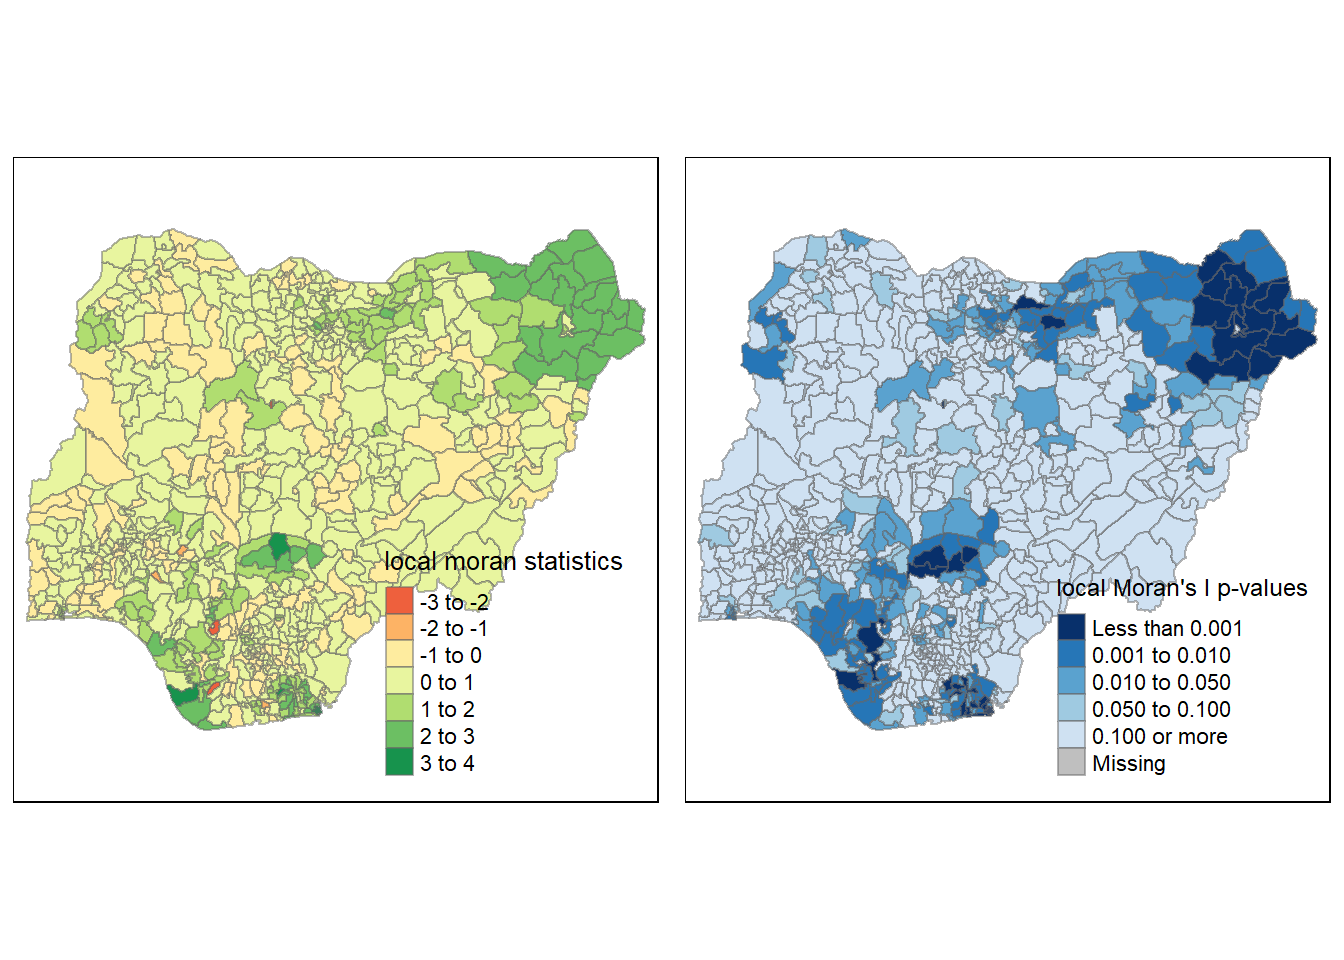 local moran statistics
-3 to -2
-2 to -1
-1 to 0
0 to 1
1 to 2
2 to 3
3 to 4
local Moran's I p-values
Less than 0.001
0.001 to 0.010
0.010 to 0.050
0.050 to 0.100
0.100 or more
Missing